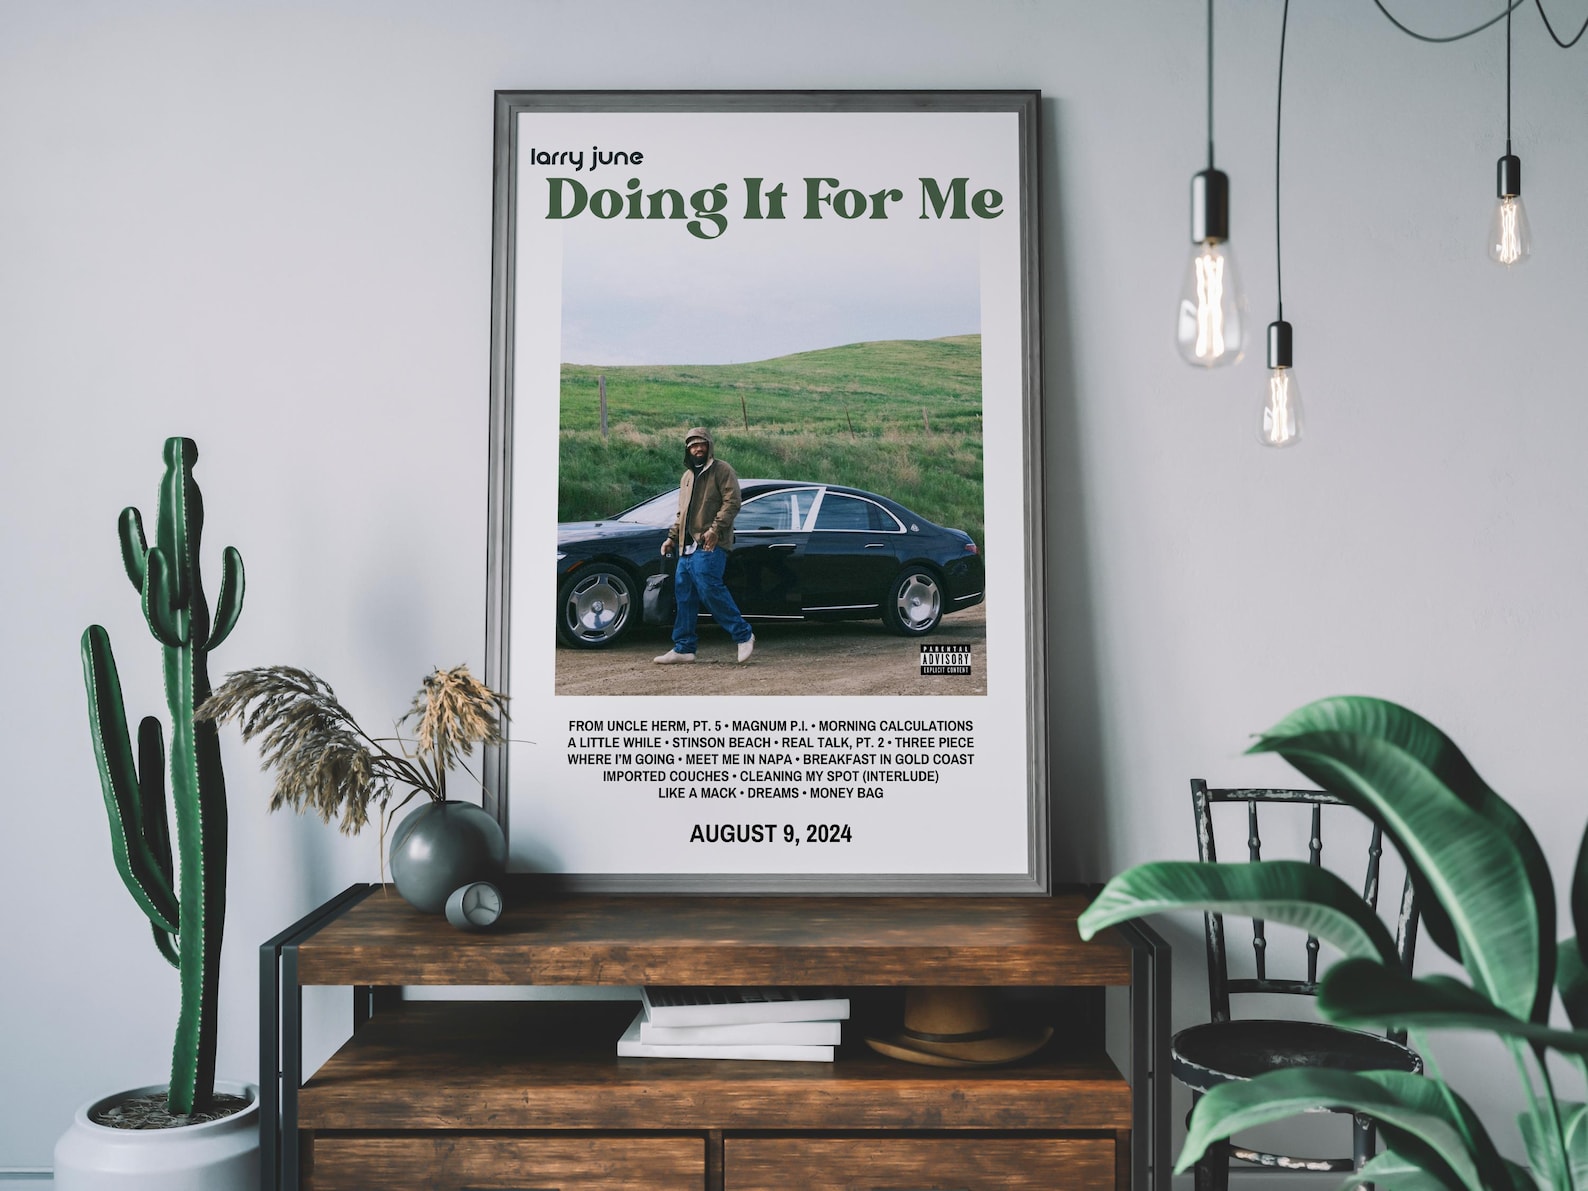 larry june
Doing It For Me
PARENTAL
ADVISORY
EXPLICIT CONTENT
FROM UNCLE HERM, PT. 5 • MAGNUM P.I. • MORNING CALCULATIONS
A LITTLE WHILE • STINSON BEACH • REAL TALK, PT. 2 • THREE PIECE
WHERE I'M GOING • MEET ME IN NAPA • BREAKFAST IN GOLD COAST
IMPORTED COUCHES • CLEANING MY SPOT (INTERLUDE)
LIKE A MACK • DREAMS • MONEY BAG
AUGUST 9, 2024